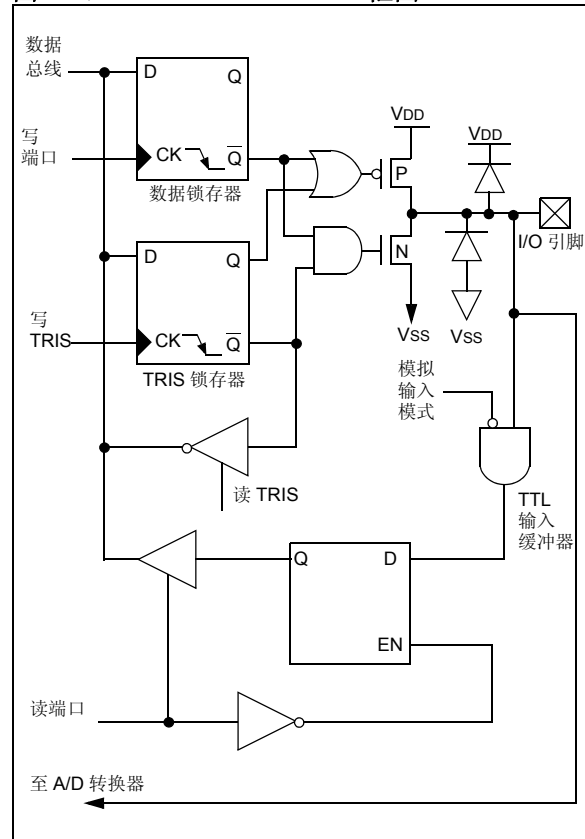 数据
总线
D
Q
写
端口
CK
Q
数据锁存器
VDD
P
VDD
I/O 引脚
N
VSS
VSS
D
Q
写
TRIS
CK
Q
TRIS 锁存器
模拟
输入
模式
读 TRIS
TTL
输入
缓冲器
Q
D
EN
读端口
至 A/D 转换器